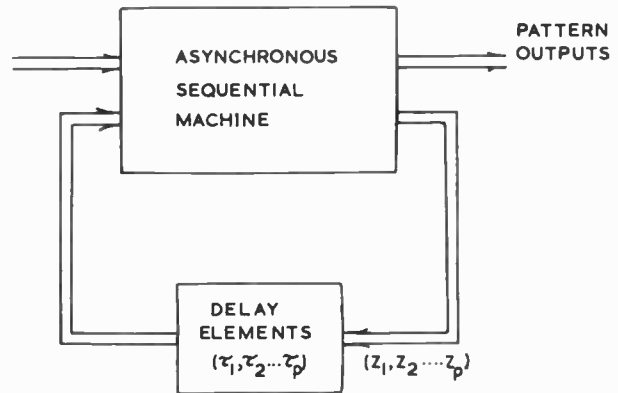 PATTERN
OUTPUTS
ASYNCHRONOUS
SEQUENTIAL
MACHINE
DELAY
ELEMENTS
(τ₁, τ₂...τₚ)
(Z₁, Z₂....Zₚ)